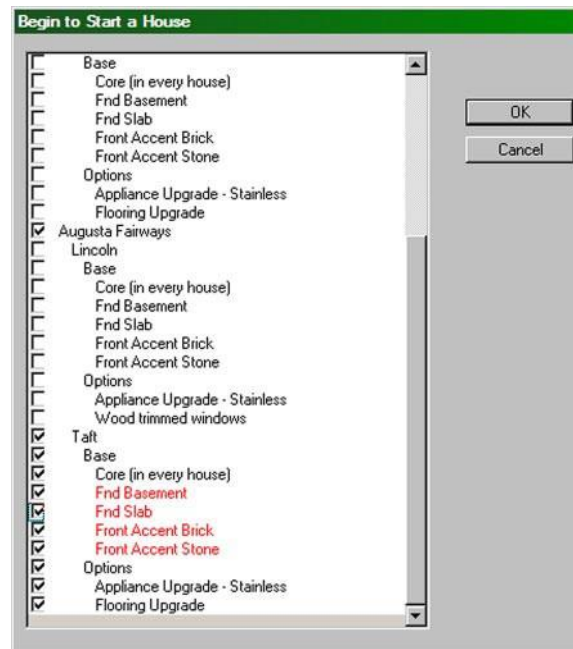 Begin to Start a House
Base
Core (in every house)
Fnd Basement
Fnd Slab
Front Accent Brick
Front Accent Stone
Options
Appliance Upgrade - Stainless
Flooring Upgrade
Augusta Fairways
Lincoln
Base
Core (in every house)
Fnd Basement
Fnd Slab
Front Accent Brick
Front Accent Stone
Options
Appliance Upgrade - Stainless
Wood trimmed windows
Taft
Base
Core (in every house)
Fnd Basement
Fnd Slab
Front Accent Brick
Front Accent Stone
Options
Appliance Upgrade - Stainless
Flooring Upgrade
OK
Cancel